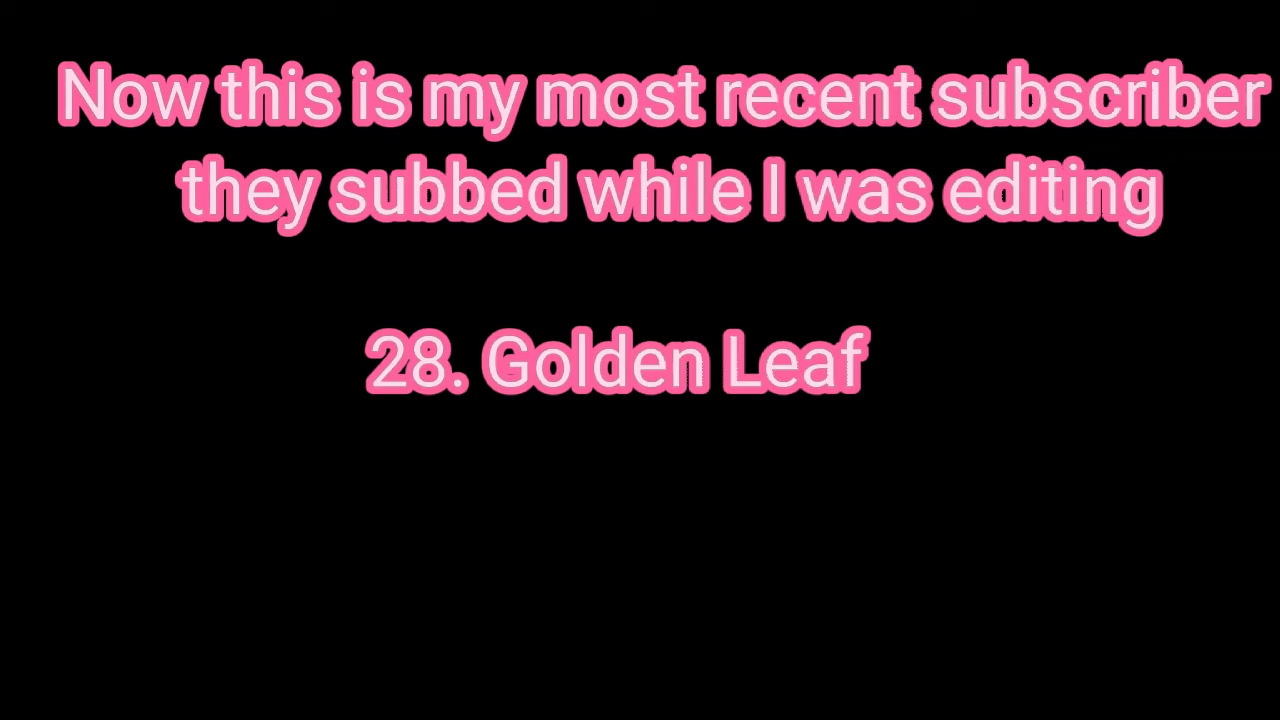 Now this is my most recent subscriber
they subbed while I was editing
28. Golden Leaf